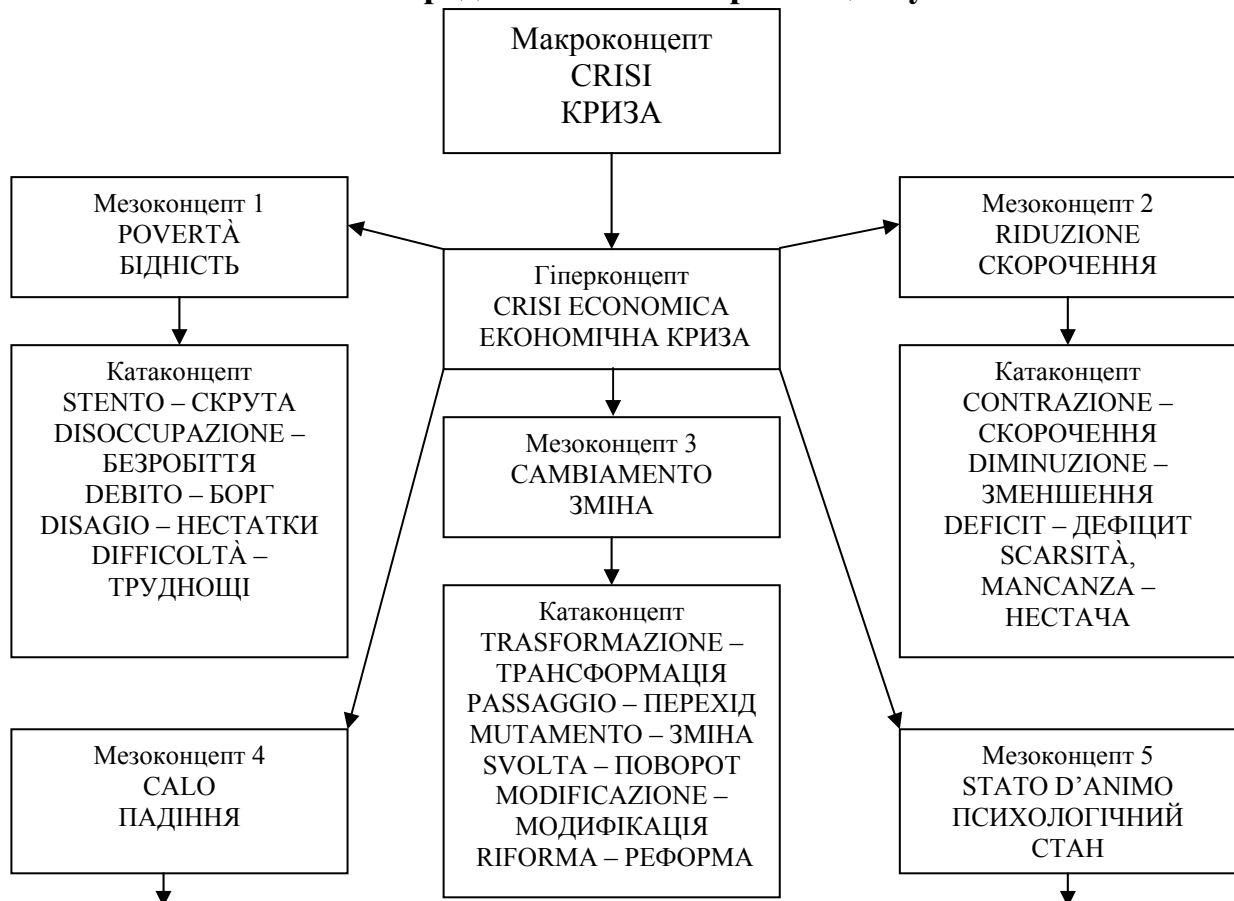 Макроконцепт
CRISI
КРИЗА
Мезоконцепт 1
POVERTÀ
БІДНІСТЬ
Мезоконцепт 2
RIDUZIONE
СКОРОЧЕННЯ
Гіперконцепт
CRISI ECONOMICA
ЕКОНОМІЧНА КРИЗА
Катаконцепт
STENTO – СКРУТА
DISOCCUPAZIONE –
БЕЗРОБІТТЯ
DEBITO – БОРГ
DISAGIO – НЕСТАТКИ
DIFFICOLTÀ –
ТРУДНОЩІ
Катаконцепт
CONTRAZIONE –
СКОРОЧЕННЯ
DIMINUZIONE –
ЗМЕНШЕННЯ
DEFICIT – ДЕФІЦИТ
SCARSITÀ,
MANCANZA –
НЕСТАЧА
Мезоконцепт 3
CAMBIAMENTO
ЗМІНА
Катаконцепт
TRASFORMAZIONE –
ТРАНСФОРМАЦІЯ
PASSAGGIO – ПЕРЕХІД
MUTAMENTO – ЗМІНА
SVOLTA – ПОВОРОТ
MODIFICAZIONE –
МОДИФІКАЦІЯ
RIFORMA – РЕФОРМА
Мезоконцепт 4
CALO
ПАДІННЯ
Мезоконцепт 5
STATO D’ANIMO
ПСИХОЛОГІЧНИЙ
СТАН